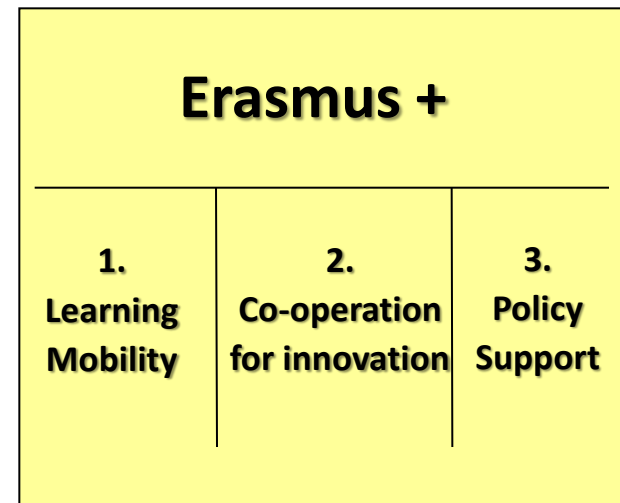 Erasmus +
1.
Learning
Mobility
2.
Co-operation
for innovation
3.
Policy
Support